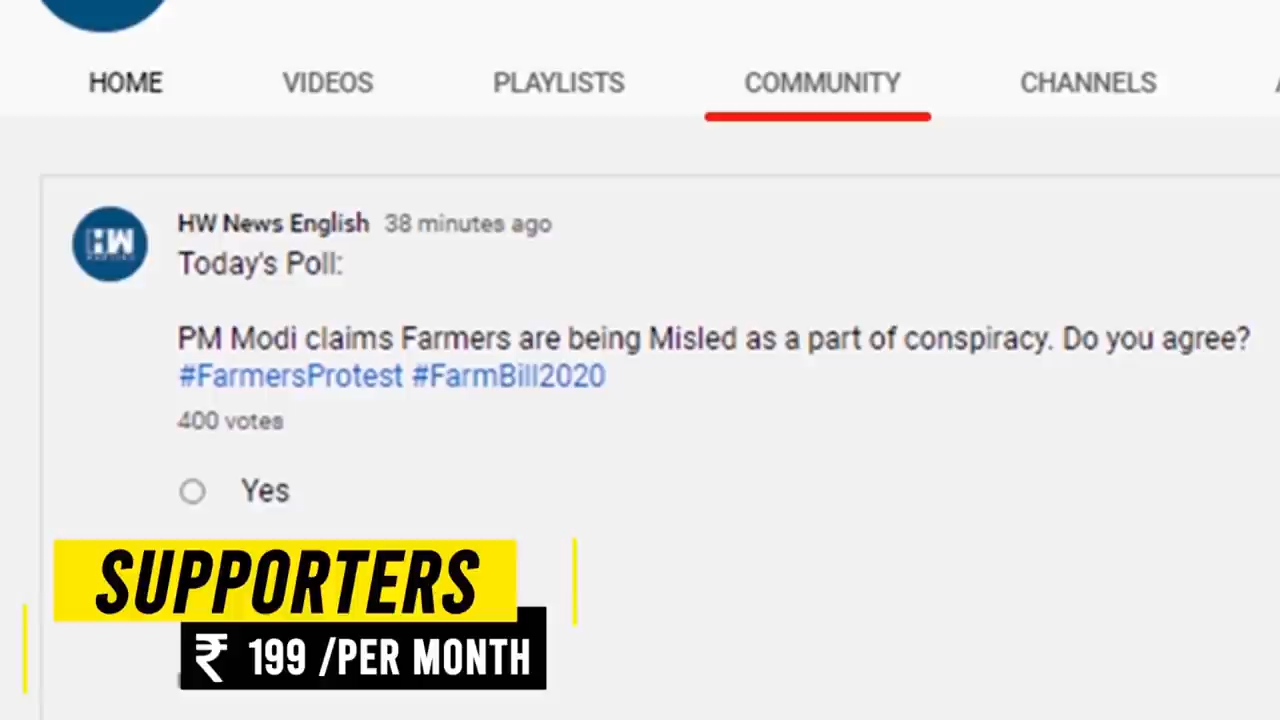 HOME VIDEOS PLAYLISTS COMMUNITY CHANNELS
HW
HW News English 38 minutes ago
Today's Poll:
PM Modi claims Farmers are being Misled as a part of conspiracy. Do you agree?
#FarmersProtest #FarmBill2020
400 votes
Yes
SUPPORTERS
₹ 199 /PER MONTH